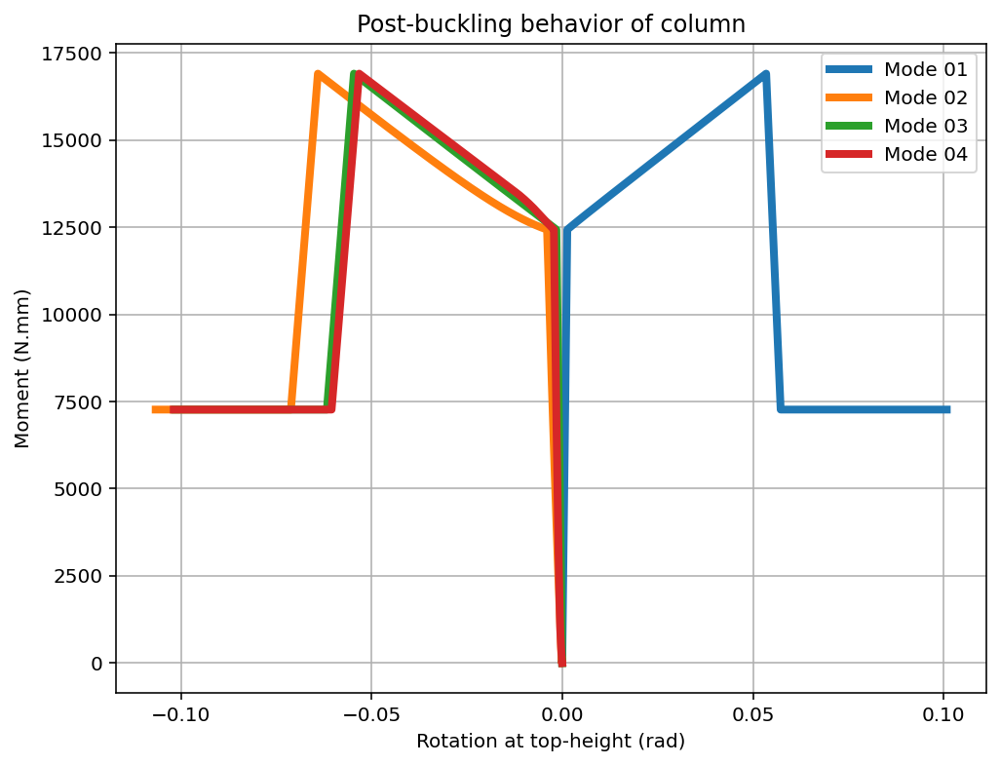 Post-buckling behavior of column
Mode 01
Mode 02
Mode 03
Mode 04
Moment (N.mm)
17500
15000
12500
10000
7500
5000
2500
0
−0.10
−0.05
0.00
0.05
0.10
Rotation at top-height (rad)